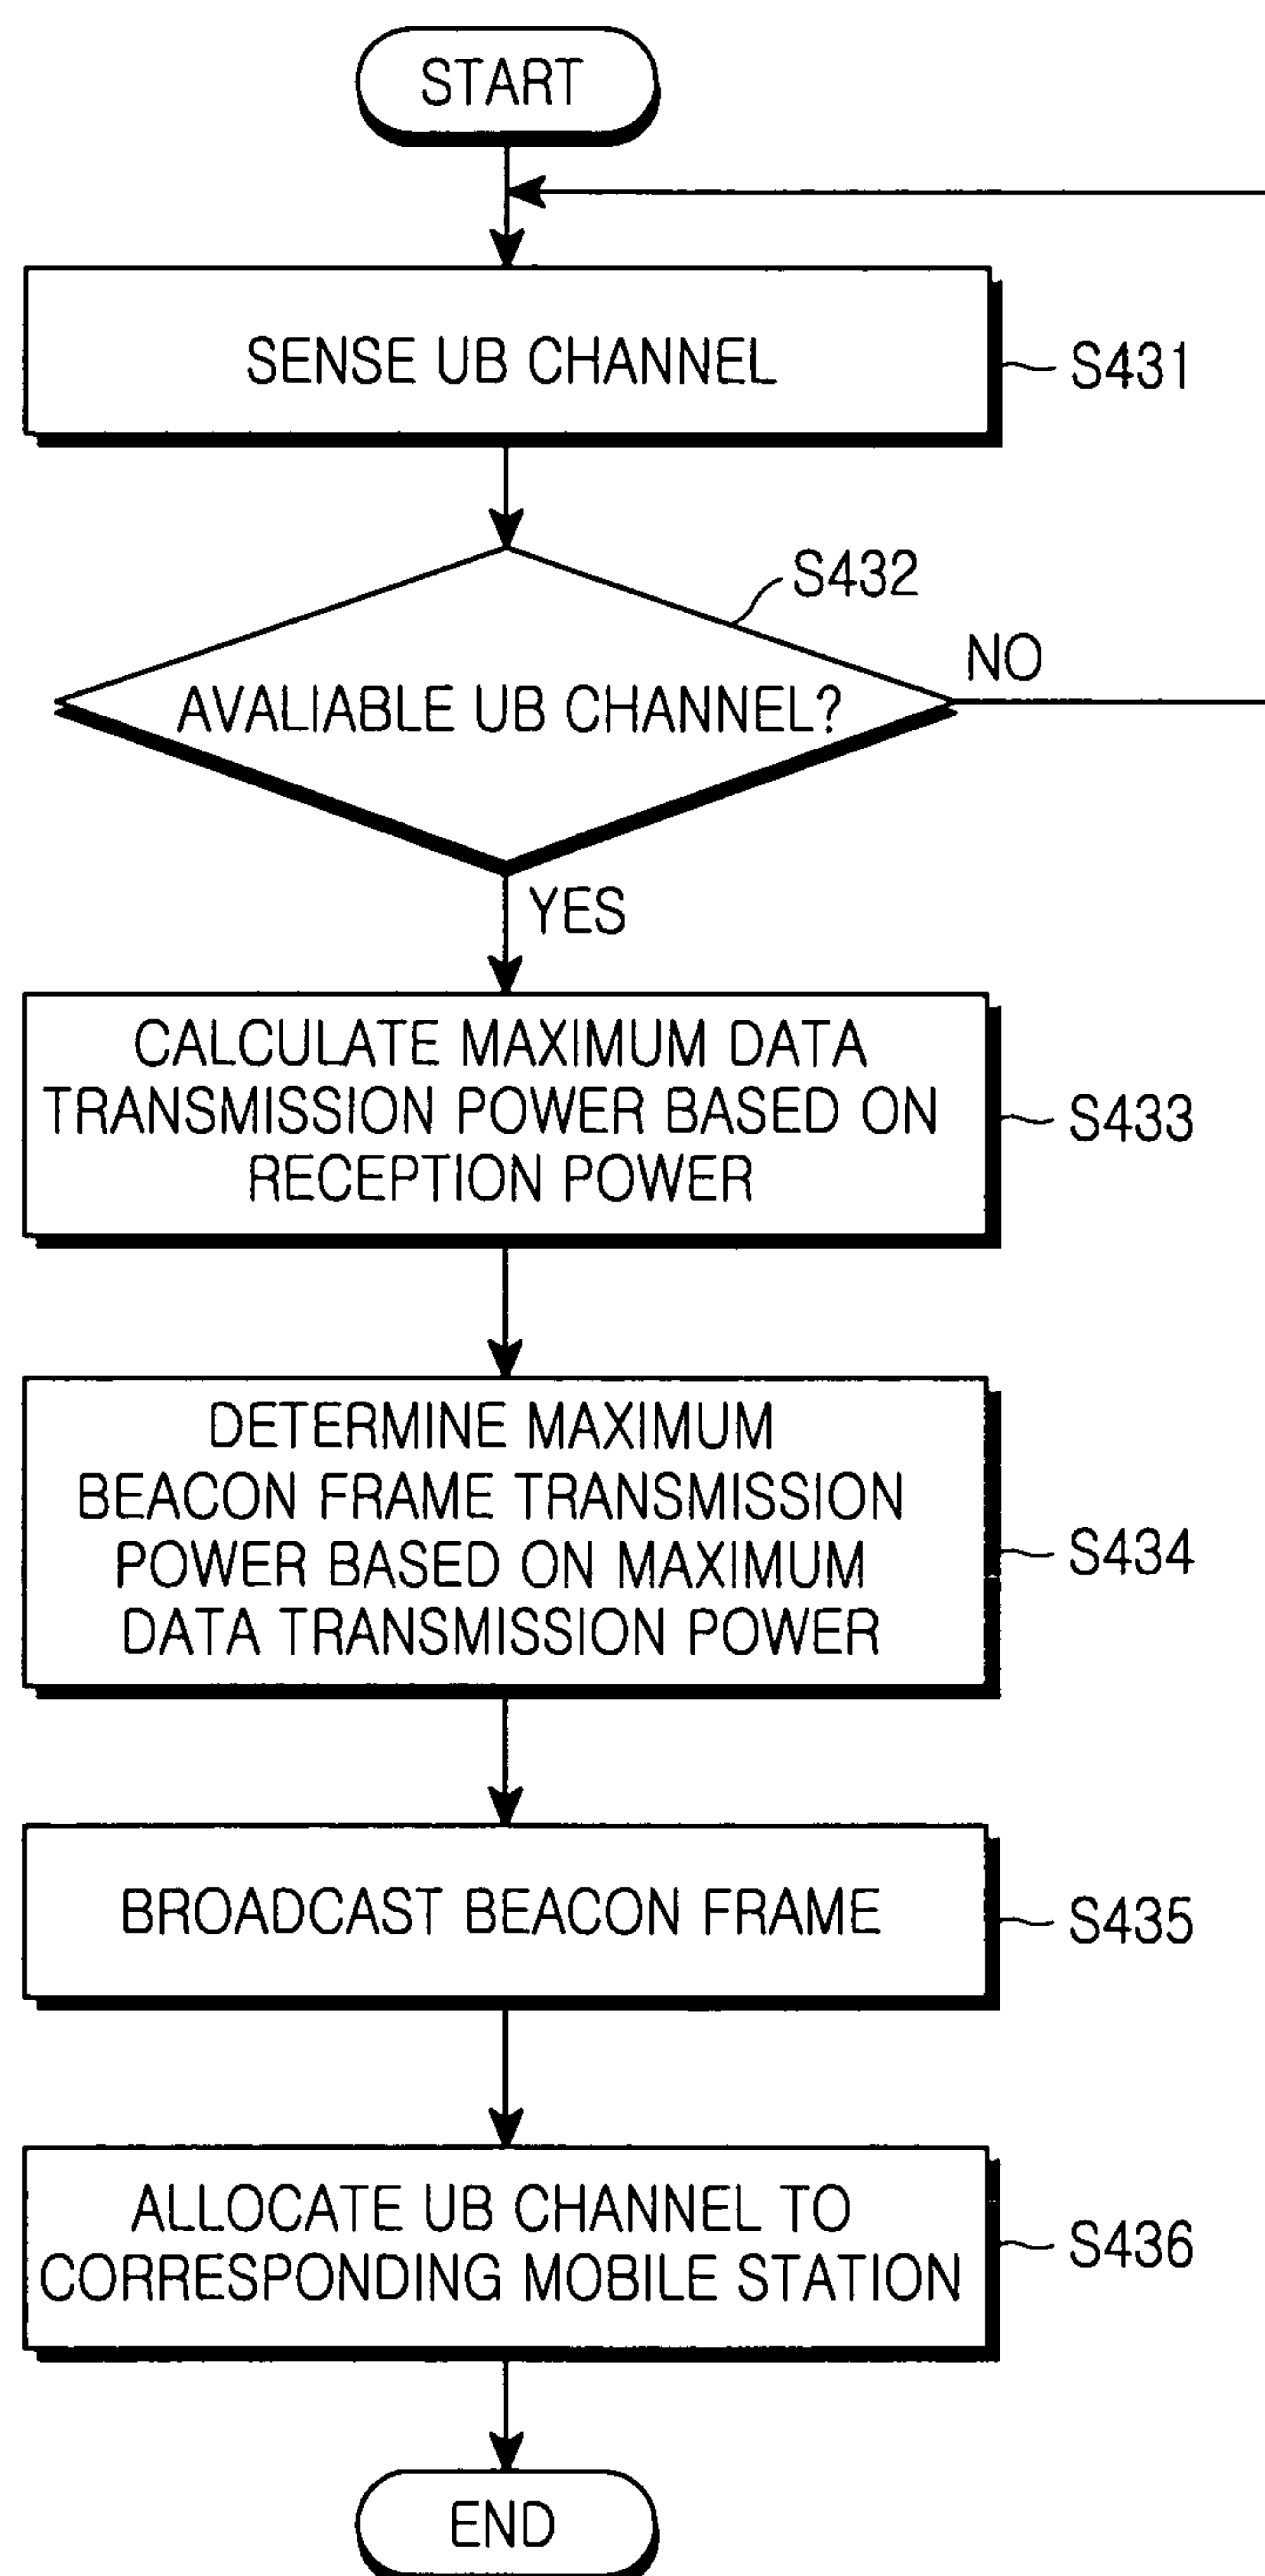 START
SENSE UB CHANNEL
S431
S432
AVALIABLE UB CHANNEL?
NO
YES
CALCULATE MAXIMUM DATA
TRANSMISSION POWER BASED ON
RECEPTION POWER
S433
DETERMINE MAXIMUM
BEACON FRAME TRANSMISSION
POWER BASED ON MAXIMUM
DATA TRANSMISSION POWER
S434
BROADCAST BEACON FRAME
S435
ALLOCATE UB CHANNEL TO
CORRESPONDING MOBILE STATION
S436
END